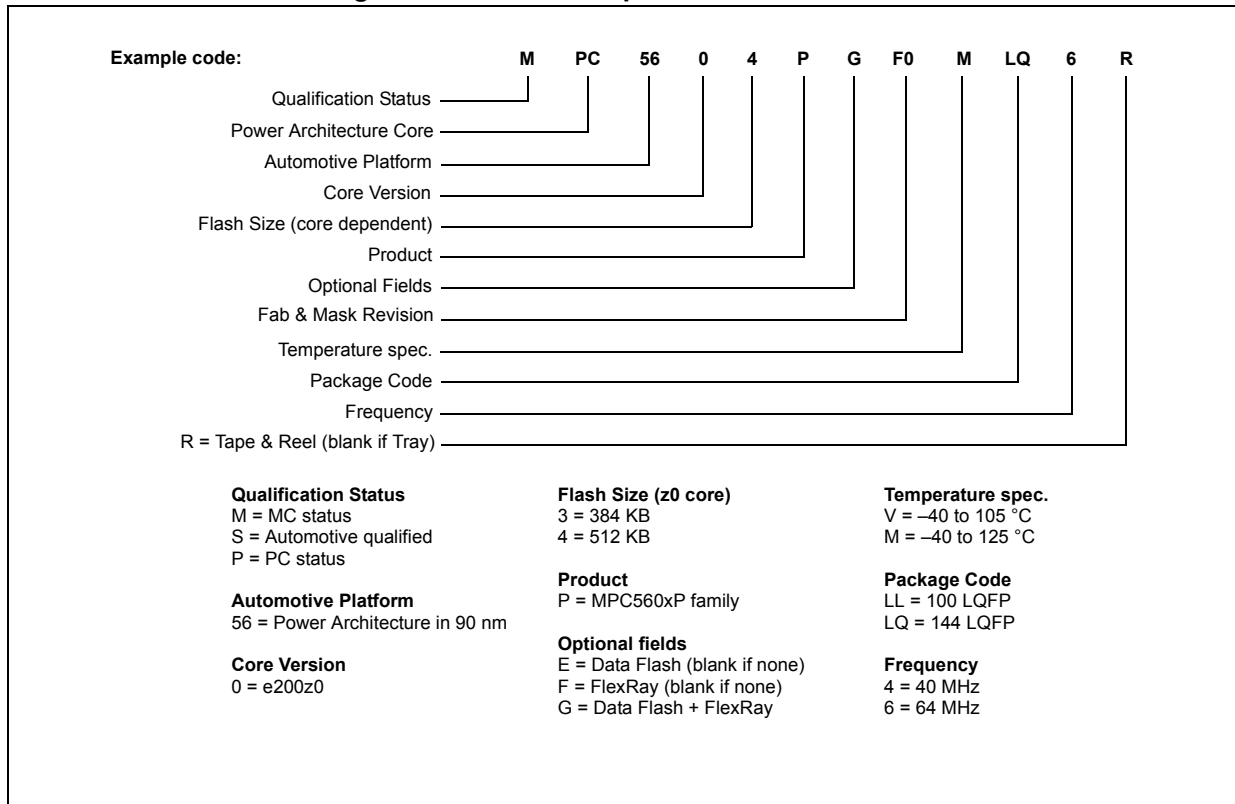 Example code: M PC 56 0 4 P G F0 M LQ 6 R
Qualification Status
Power Architecture Core
Automotive Platform
Core Version
Flash Size (core dependent)
Product
Optional Fields
Fab & Mask Revision
Temperature spec.
Package Code
Frequency
R = Tape & Reel (blank if Tray)
Qualification Status
M = MC status
S = Automotive qualified
P = PC status
Automotive Platform
56 = Power Architecture in 90 nm
Core Version
0 = e200z0
Flash Size (z0 core)
3 = 384 KB
4 = 512 KB
Product
P = MPC560xP family
Optional fields
E = Data Flash (blank if none)
F = FlexRay (blank if none)
G = Data Flash + FlexRay
Temperature spec.
V = –40 to 105 °C
M = –40 to 125 °C
Package Code
LL = 100 LQFP
LQ = 144 LQFP
Frequency
4 = 40 MHz
6 = 64 MHz